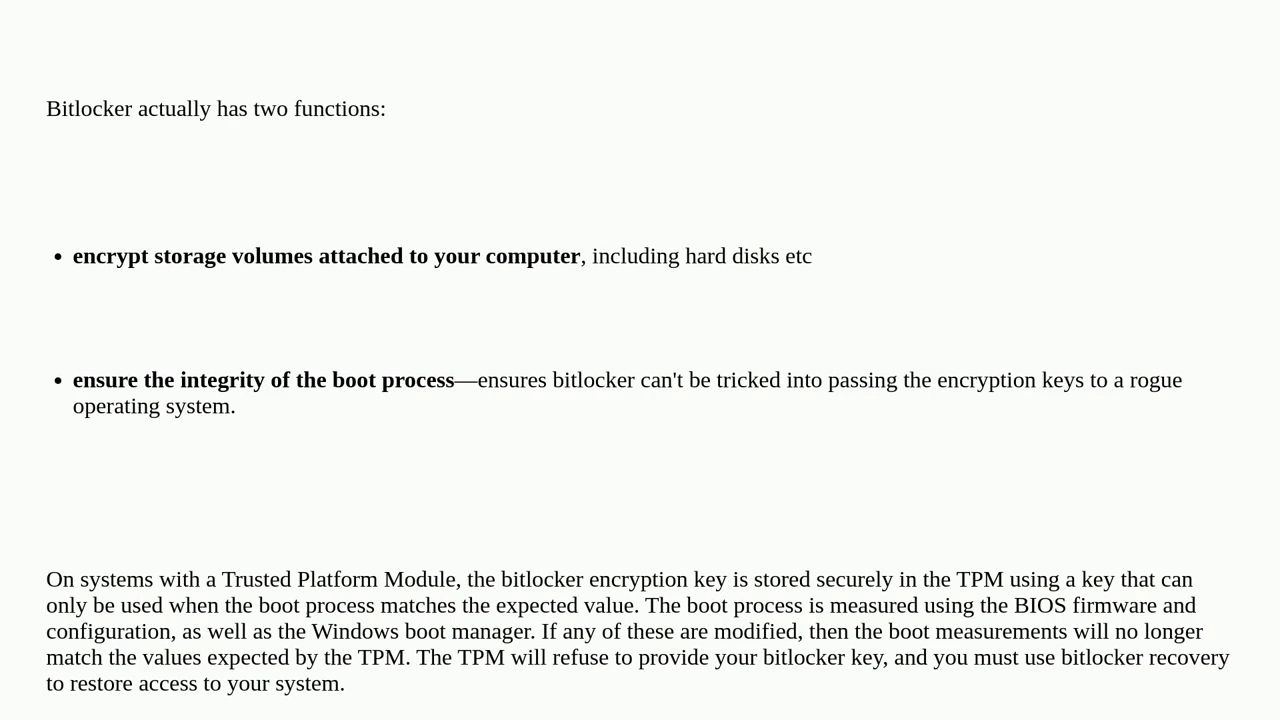 Bitlocker actually has two functions:
• encrypt storage volumes attached to your computer, including hard disks etc
• ensure the integrity of the boot process—ensures bitlocker can't be tricked into passing the encryption keys to a rogue
operating system.
On systems with a Trusted Platform Module, the bitlocker encryption key is stored securely in the TPM using a key that can
only be used when the boot process matches the expected value. The boot process is measured using the BIOS firmware and
configuration, as well as the Windows boot manager. If any of these are modified, then the boot measurements will no longer
match the values expected by the TPM. The TPM will refuse to provide your bitlocker key, and you must use bitlocker recovery
to restore access to your system.